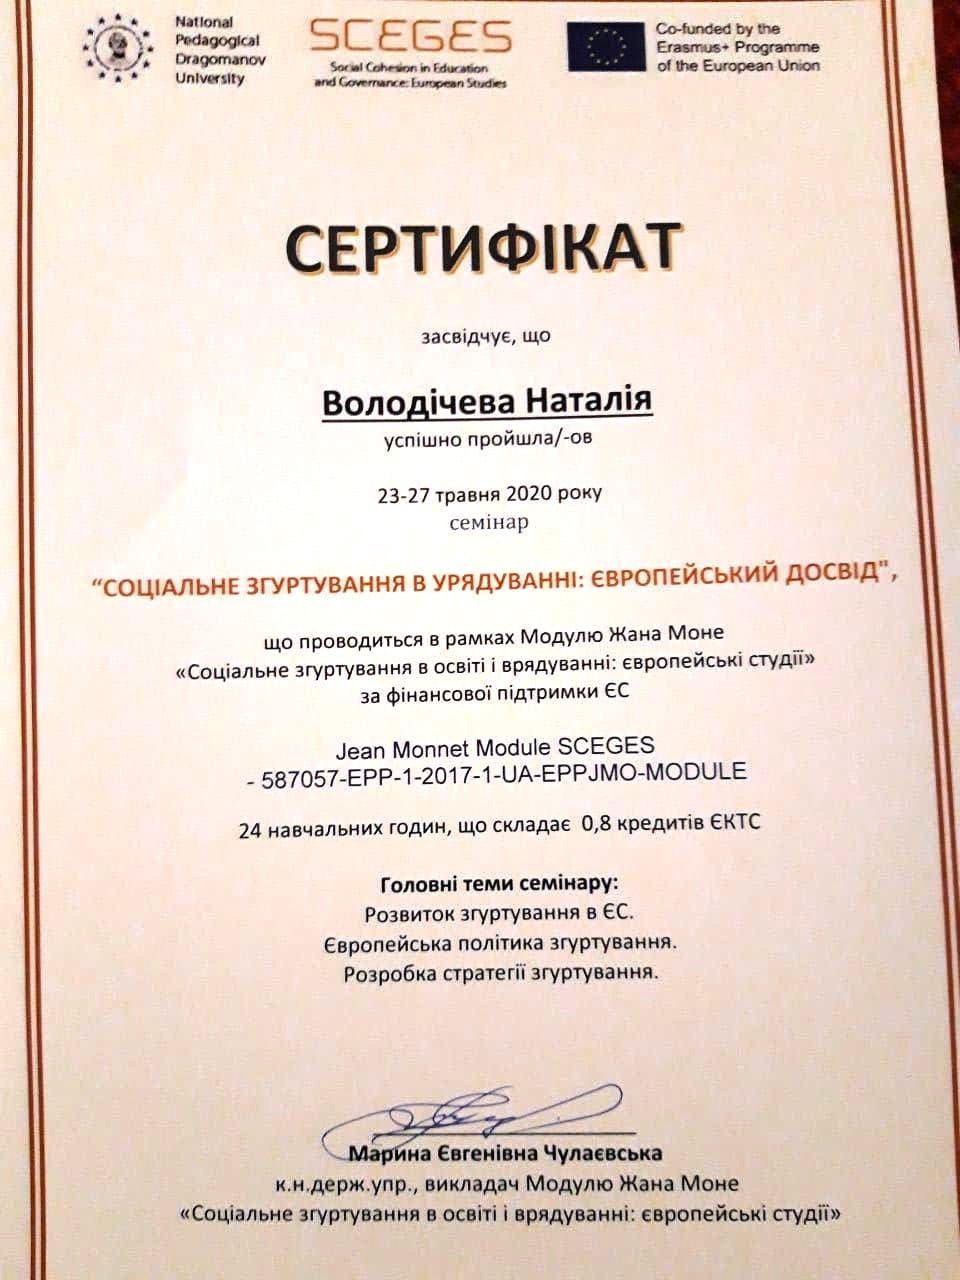 National
Pedagogical
Dragomanov
University
SCEGES
Social Cohesion in Education
and Governance: European Studies
Co-funded by the
Erasmus+ Programme
of the European Union
СЕРТИФІКАТ
засвідчує, що
Володічева Наталія
успішно пройшла/-ов
23-27 травня 2020 року
семінар
“СОЦІАЛЬНЕ ЗГУРТУВАННЯ В УРЯДУВАННІ: ЄВРОПЕЙСЬКИЙ ДОСВІД",
що проводиться в рамках Модулю Жана Моне
«Соціальне згуртування в освіті і врядуванні: європейські студії»
за фінансової підтримки ЄС
Jean Monnet Module SCEGES
- 587057-EPP-1-2017-1-UA-EPPJMO-MODULE
24 навчальних годин, що складає 0,8 кредитів ЄКТС
Головні теми семінару:
Розвиток згуртування в ЄС.
Європейська політика згуртування.
Розробка стратегії згуртування.
Марина Євгенівна Чулаєвська
к.н.держ.упр., викладач Модулю Жана Моне
«Соціальне згуртування в освіті і врядуванні: європейські студії»